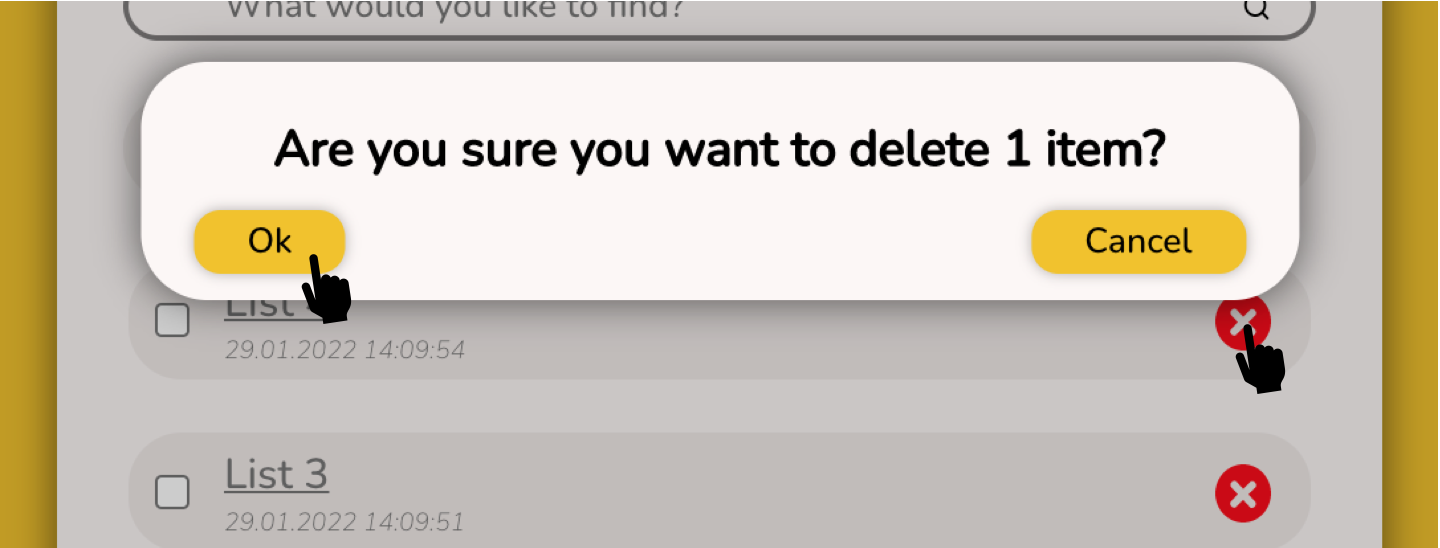 What would you like to find?
Are you sure you want to delete 1 item?
Ok
Cancel
List
29.01.2022 14:09:54
List 3
29.01.2022 14:09:51